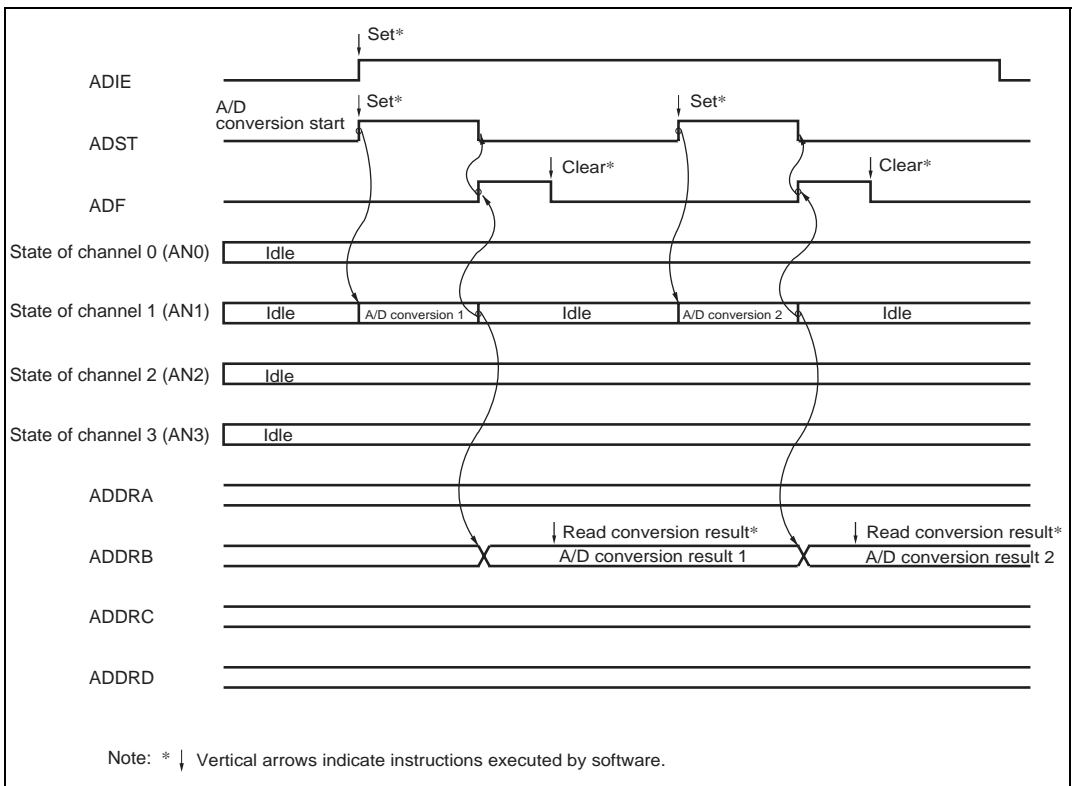 Set*
ADIE
A/D
conversion start
Set*
Set*
ADST
Clear*
Clear*
ADF
State of channel 0 (AN0)
Idle
State of channel 1 (AN1)
Idle
A/D conversion 1
Idle
A/D conversion 2
Idle
State of channel 2 (AN2)
Idle
State of channel 3 (AN3)
Idle
ADDRA
Read conversion result*
Read conversion result*
ADDRB
A/D conversion result 1
A/D conversion result 2
ADDRC
ADDRD
Note: * ↓ Vertical arrows indicate instructions executed by software.